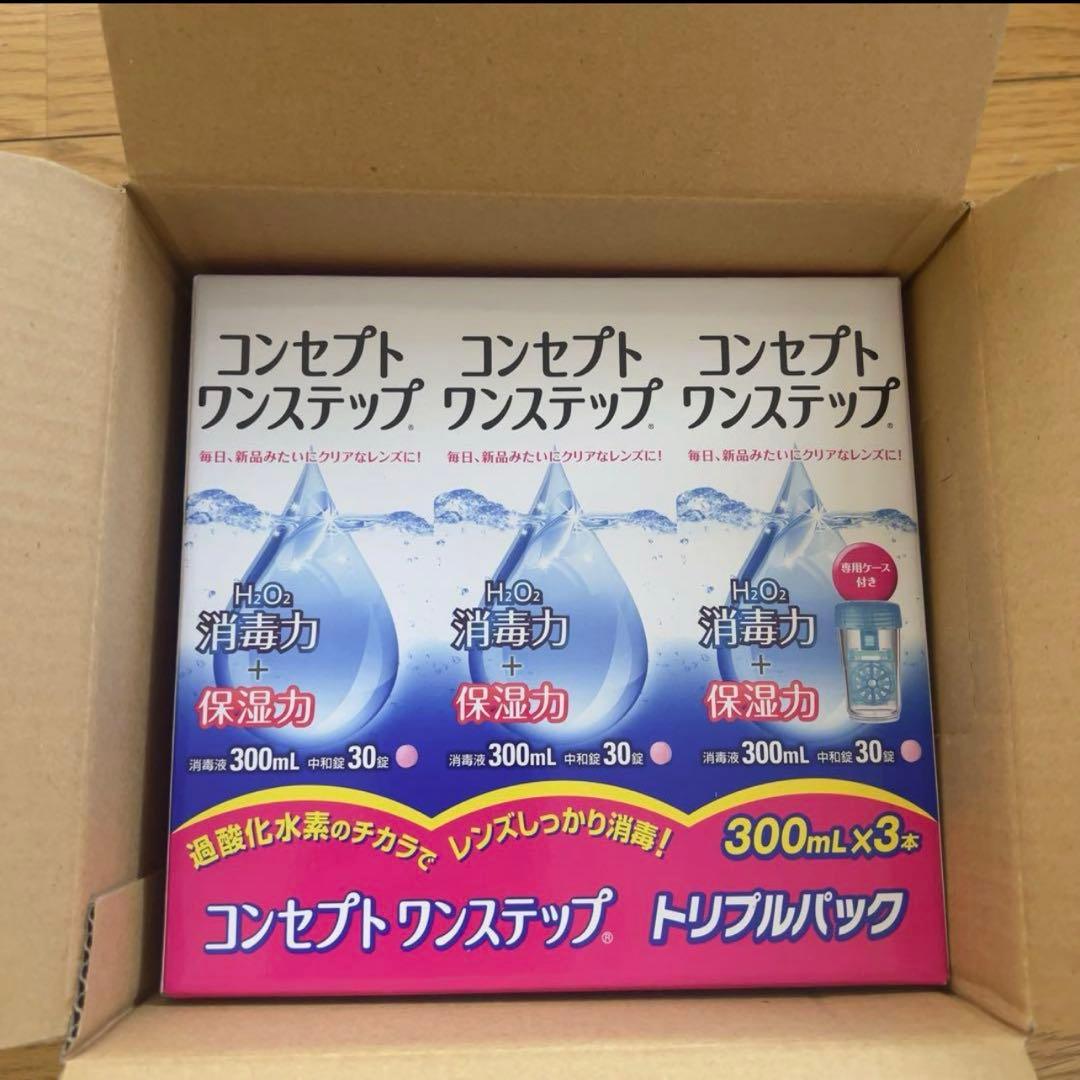 コンセプト
ワンステップ®
毎日、新品みたいにクリアなレンズに!
H₂O₂
消毒力
+
保湿力
消毒液 300mL 中和錠 30錠
コンセプト
ワンステップ®
毎日、新品みたいにクリアなレンズに!
H₂O₂
消毒力
+
保湿力
消毒液 300mL 中和錠 30錠
コンセプト
ワンステップ®
毎日、新品みたいにクリアなレンズに!
専用ケース
付き
H₂O₂
消毒力
+
保湿力
消毒液 300mL 中和錠 30錠
過酸化水素のチカラで レンズしっかり消毒!
300mL×3本
コンセプト ワンステップ® トリプルパック